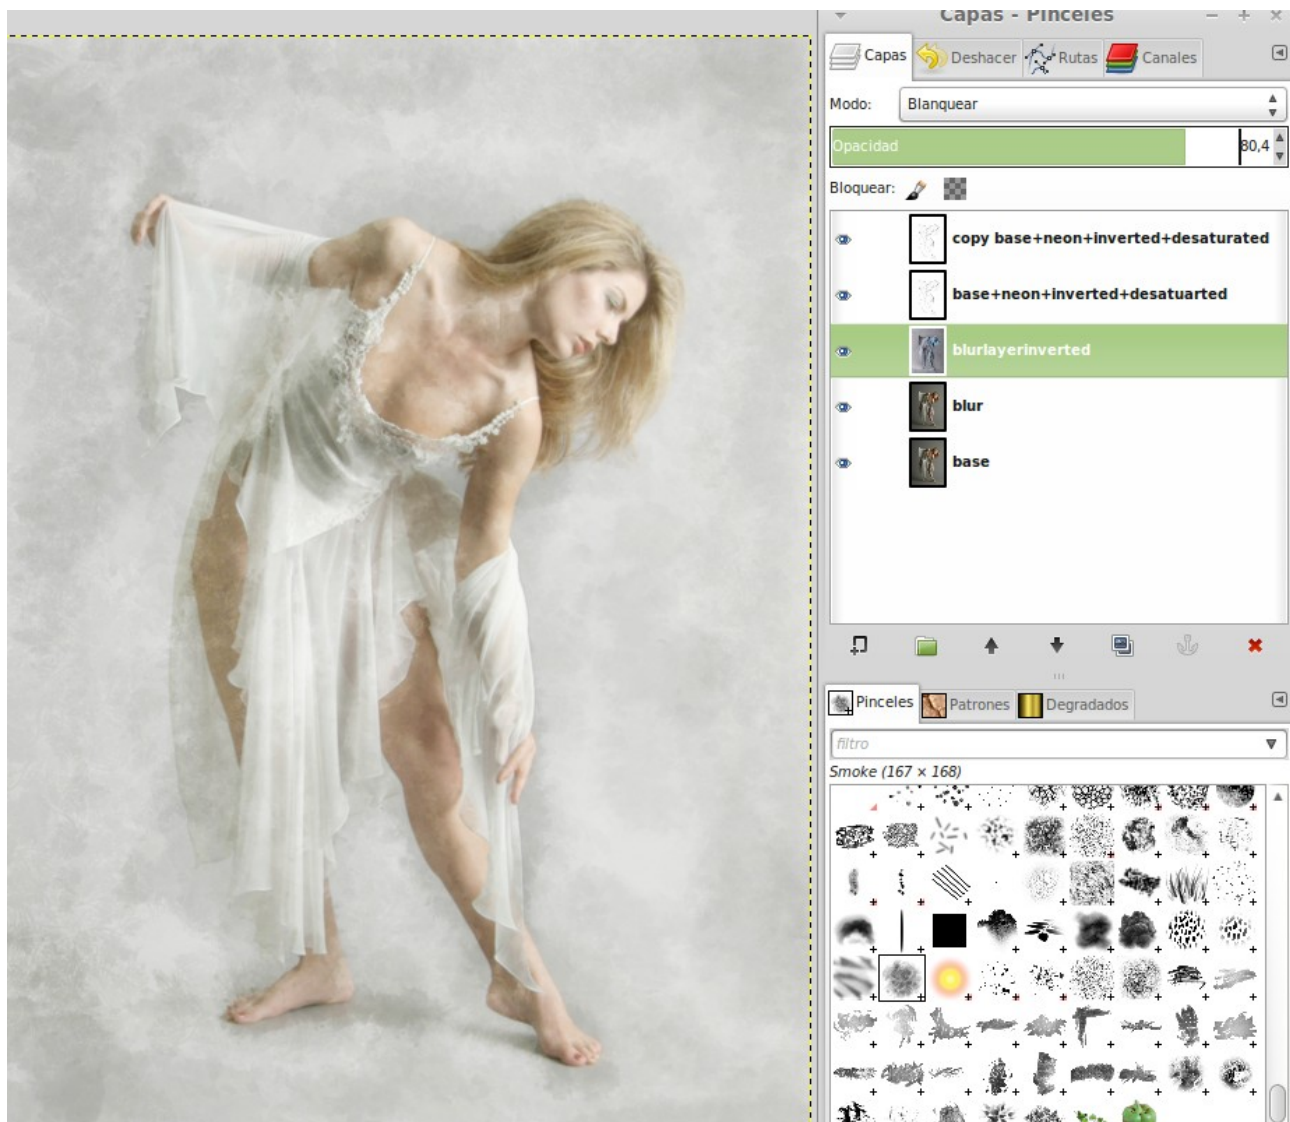 Capas - Pinceles
Capas Deshacer Rutas Canales
Modo: Blanquear
Opacidad 80,4
Bloquear:
copy base+neon+inverted+desaturated
base+neon+inverted+desatuarted
blurlayerinverted
blur
base
Pinceles Patrones Degradados
filtro
Smoke (167 × 168)